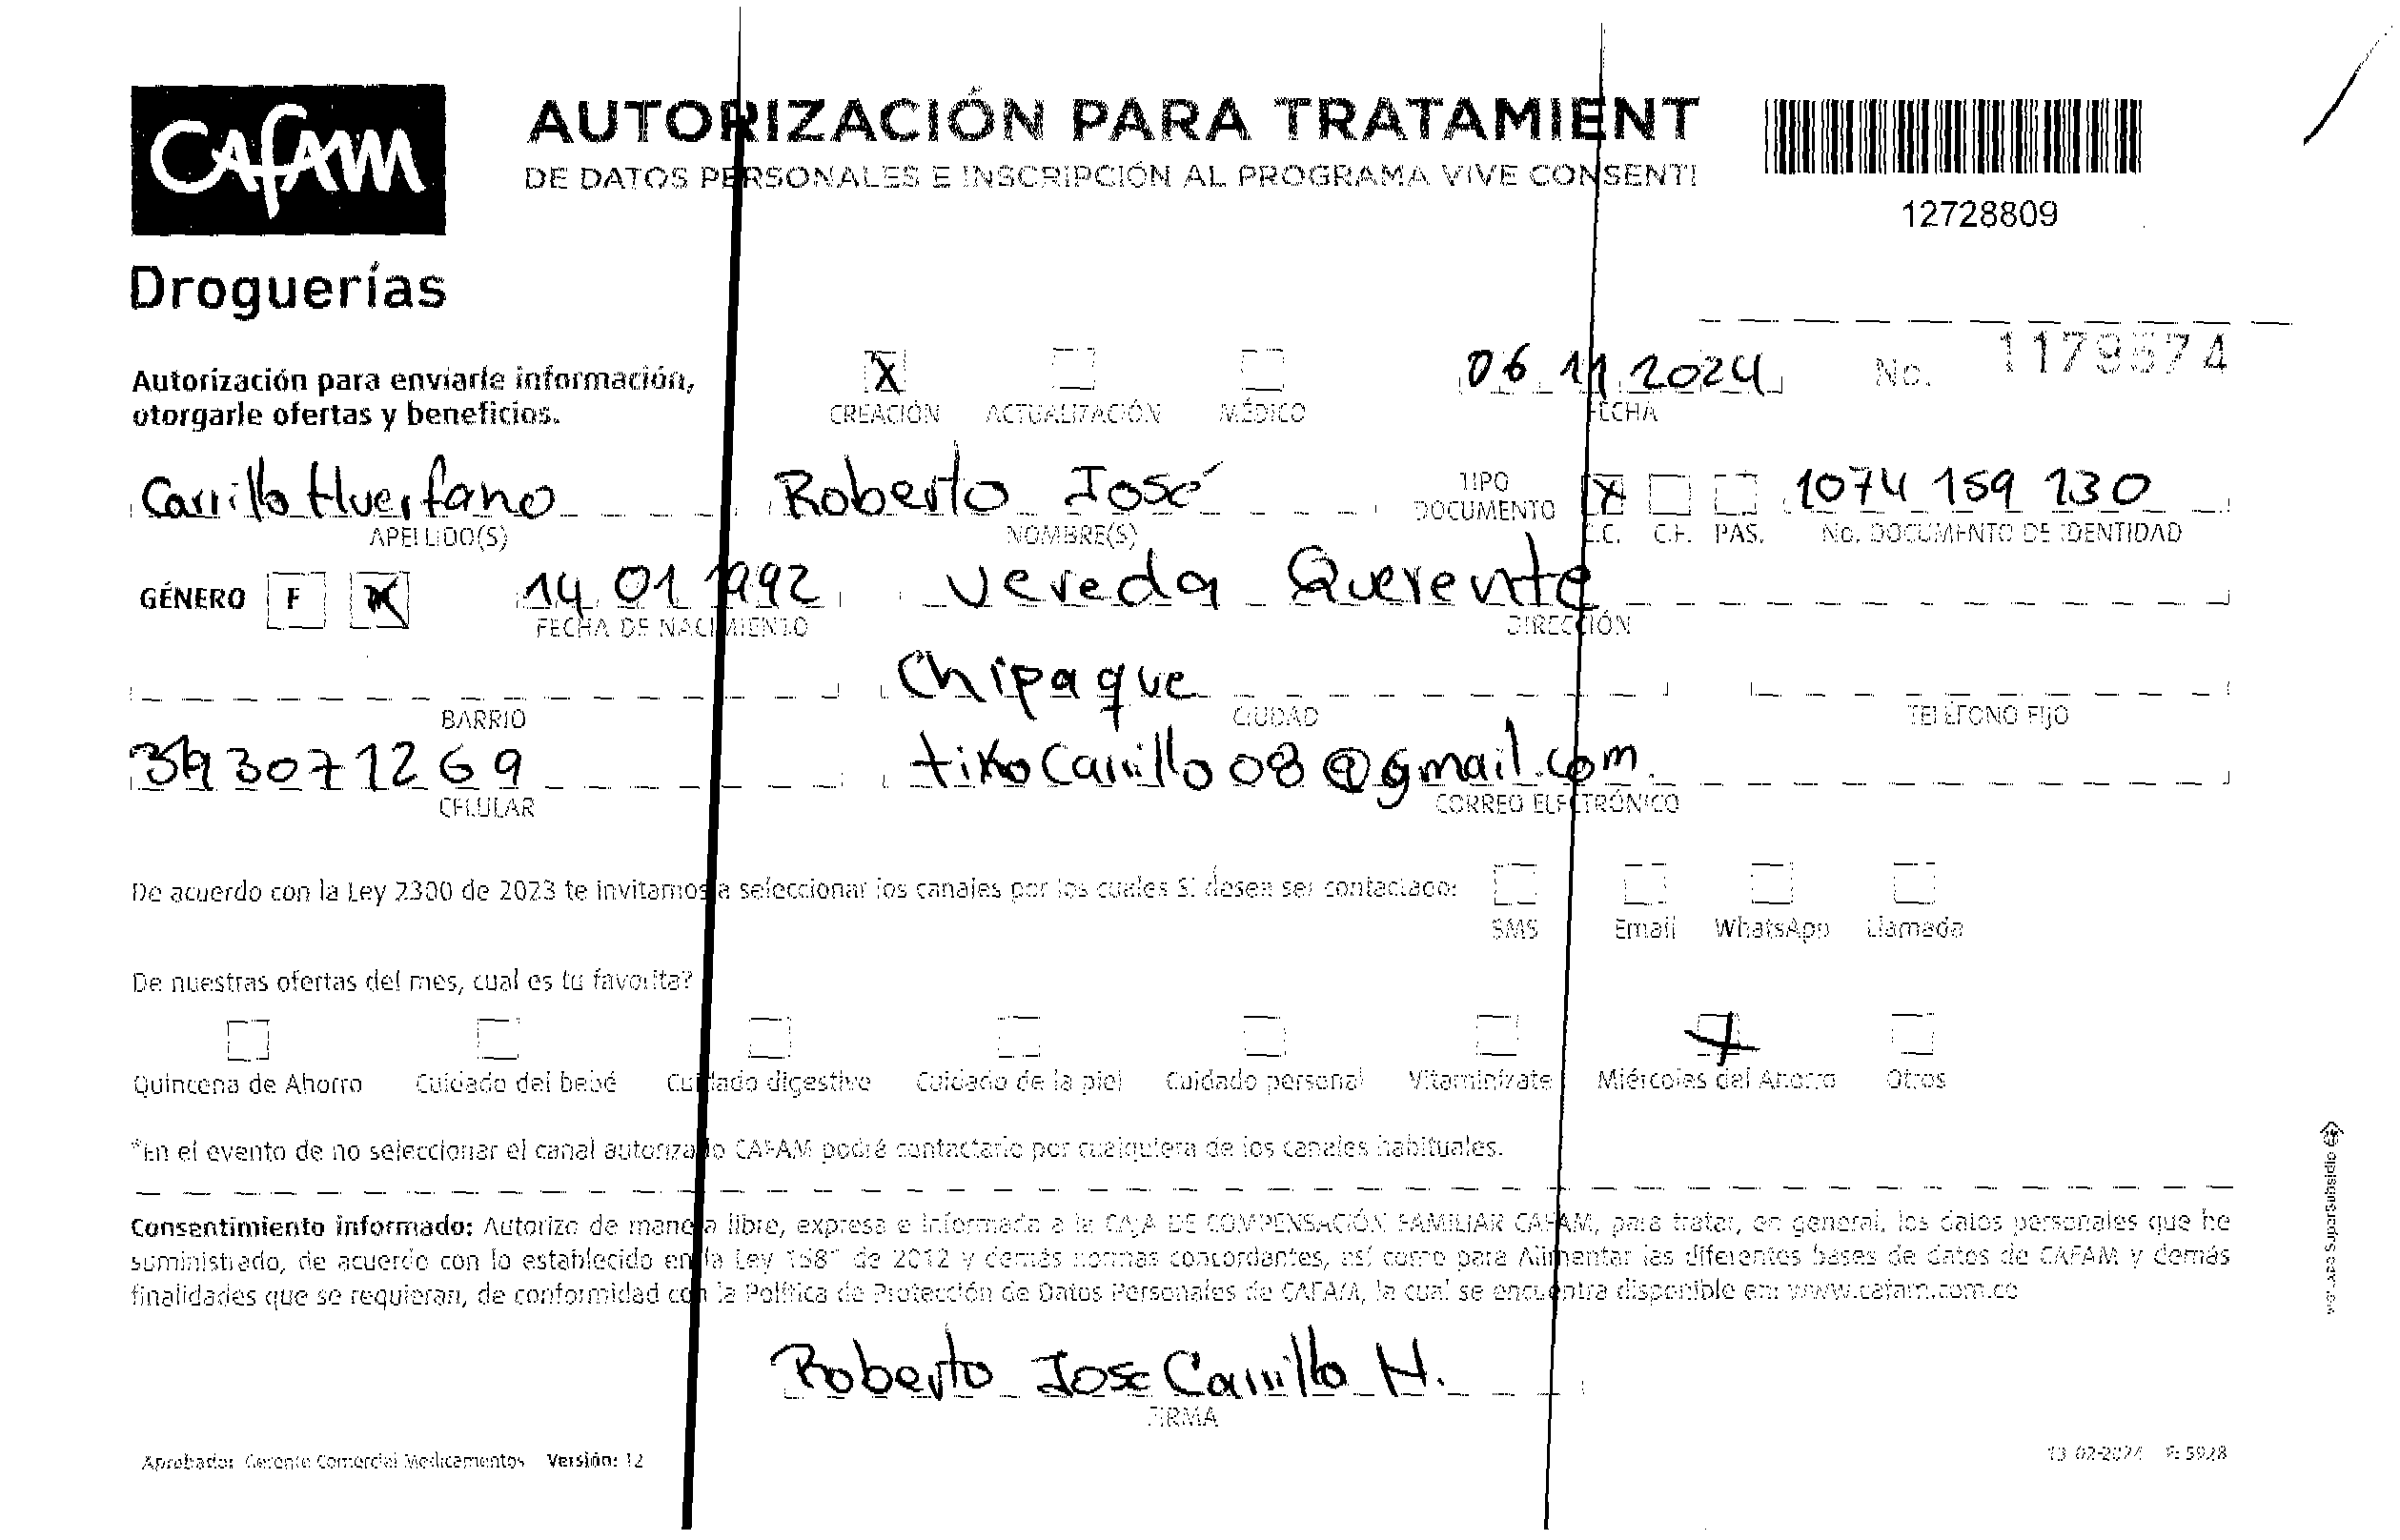 CAFAM
Droguerías
AUTORIZACIÓN PARA TRATAMIENT
DE DATOS PERSONALES E INSCRIPCIÓN AL PROGRAMA VIVE CONSENTI
12728809
Autorización para enviarle información,
otorgarle ofertas y beneficios.
X
CREACIÓN ACTUALIZACIÓN MÉDICO
06 11 2024
FECHA
No. 1179574
Carrillo Huerfano Roberto José
APELLIDO(S) NOMBRE(S)
TIPO
DOCUMENTO
X 1074 159 130
C.C. C.E. PAS. No. DOCUMENTO DE IDENTIDAD
GÉNERO F M 14 01 1992 vereda Querente
FECHA DE NACIMIENTO DIRECCIÓN
Chipaque
BARRIO CIUDAD TELÉFONO FIJO
3071269 tikoCarrillo08@gmail.com
CELULAR CORREO ELECTRÓNICO
De acuerdo con la Ley 2300 de 2023 te invitamos a seleccionar los canales por los cuales SI desea ser contactado:
SMS Email WhatsApp Llamada
De nuestras ofertas del mes, cual es tu favorita?
X
Quincena de Ahorro Cuidado del bebé Cuidado digestivo Cuidado de la piel Cuidado personal Vitaminízate Miércoles del Ahorro Otros
*En el evento de no seleccionar el canal autorizado CAFAM podrá contactarlo por cualquiera de los canales habituales.
Consentimiento informado: Autorizo de manera libre, expresa e informada a la CAJA DE COMPENSACIÓN FAMILIAR CAFAM, para tratar, en general, los datos personales que he
suministrado, de acuerdo con lo establecido en la Ley 1581 de 2012 y demás normas concordantes, así como para Alimentar las diferentes bases de datos de CAFAM y demás
finalidades que se requieran, de conformidad con la Política de Protección de Datos Personales de CAFAM, la cual se encuentra disponible en: www.cafam.com.co
Roberto Jose Carrillo H.
FIRMA
Aprobador Gerente Comercial Medicamentos Versión: 12
13-02-2024 F: 5928
SuperSubsidio